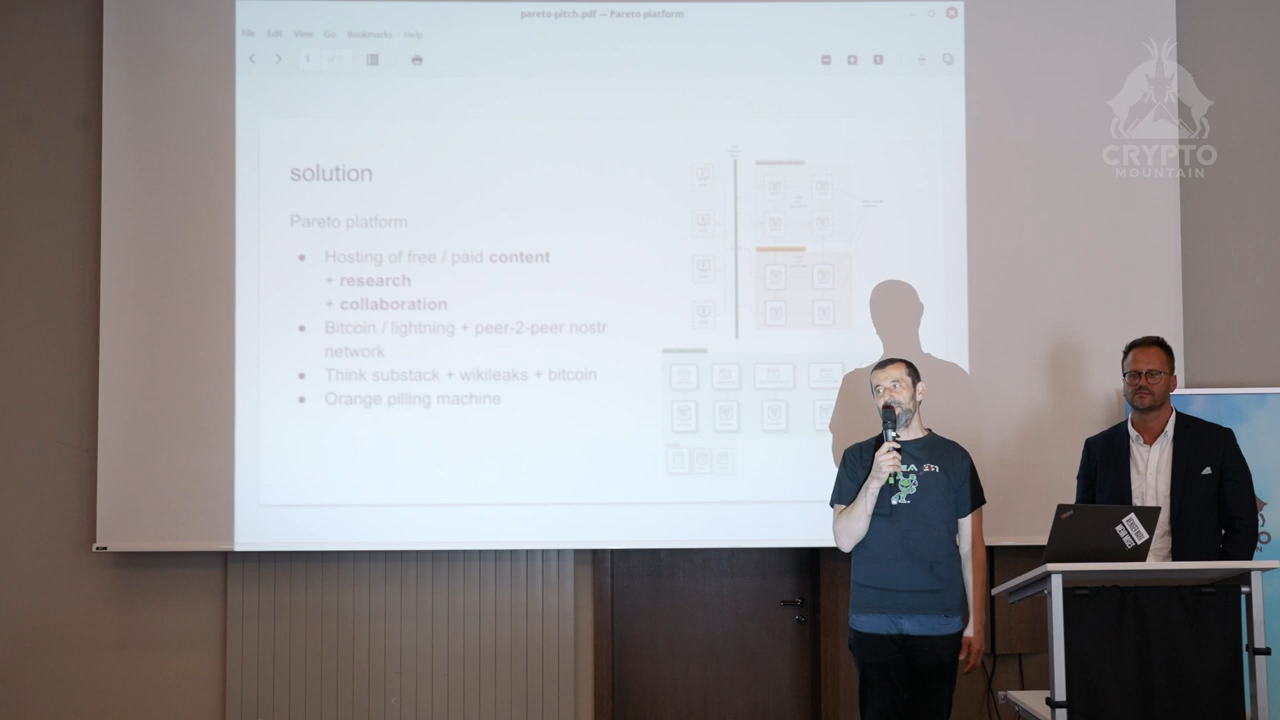 pareto-pitch.pdf — Pareto platform
File Edit View Go Bookmarks Help
1
solution
Pareto platform
● Hosting of free / paid content
+ research
+ collaboration
● Bitcoin / lightning + peer-2-peer nostr
network
● Think substack + wikileaks + bitcoin
● Orange pilling machine
CRYPTO
MOUNTAIN